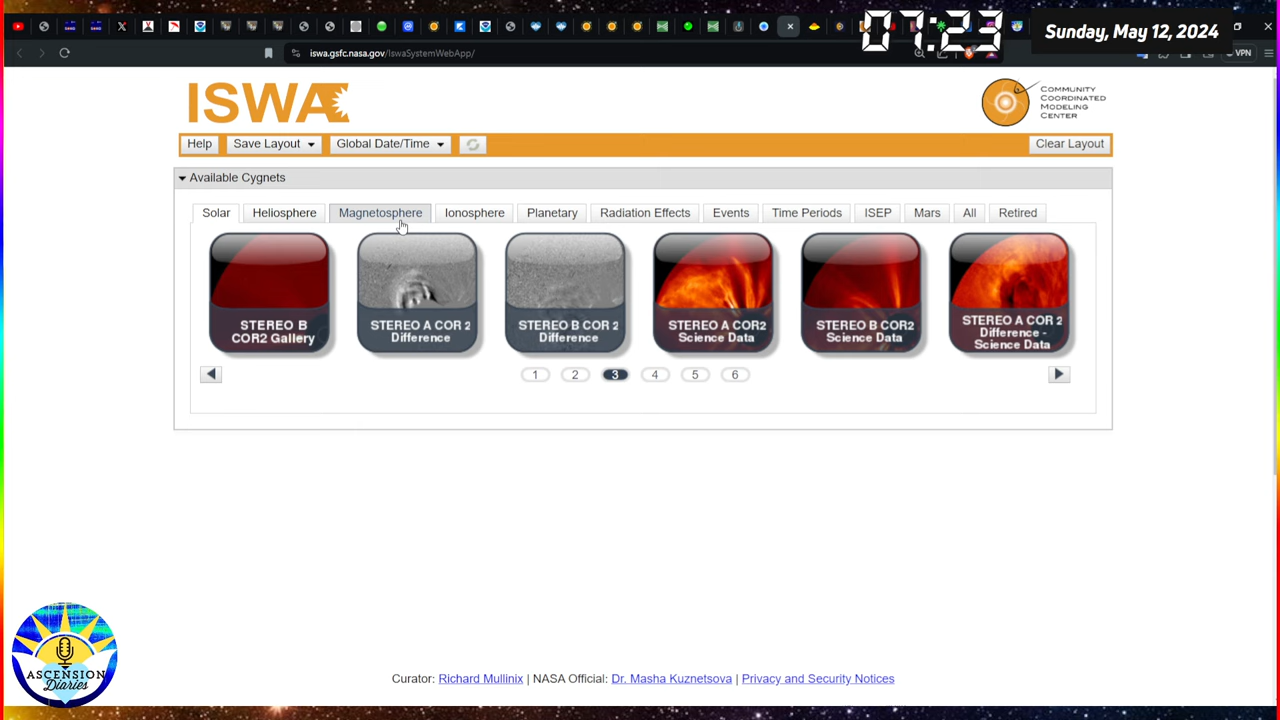 07:23
Sunday, May 12, 2024
iswa.gsfc.nasa.gov/IswaSystemWebApp/
VPN
ISWA
COMMUNITY
COORDINATED
MODELING
CENTER
Help
Save Layout
Global Date/Time
Clear Layout
Available Cygnets
Solar
Heliosphere
Magnetosphere
Ionosphere
Planetary
Radiation Effects
Events
Time Periods
ISEP
Mars
All
Retired
STEREO B
COR2 Gallery
STEREO A COR 2
Difference
STEREO B COR 2
Difference
STEREO A COR2
Science Data
STEREO B COR2
Science Data
STEREO A COR 2
Difference -
Science Data
1 2 3 4 5 6
ASCENSION
Diaries
Curator: Richard Mullinix | NASA Official: Dr. Masha Kuznetsova | Privacy and Security Notices